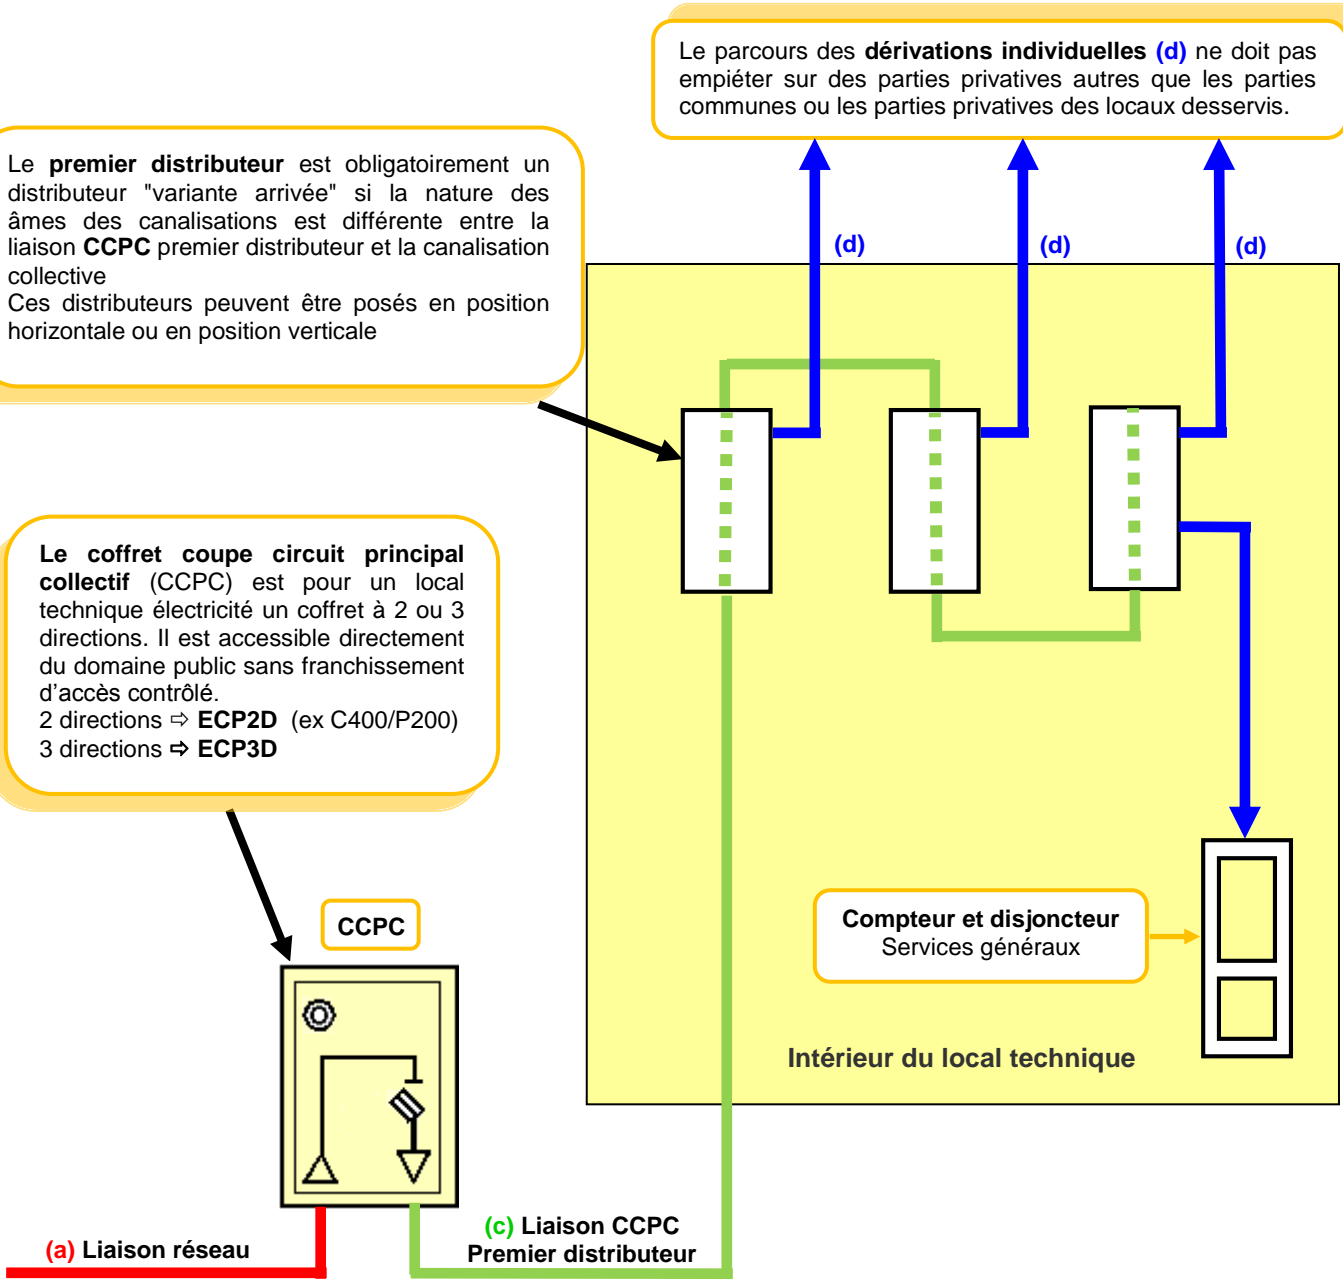 Le parcours des dérivations individuelles (d) ne doit pas
empiéter sur des parties privatives autres que les parties
communes ou les parties privatives des locaux desservis.
Le premier distributeur est obligatoirement un
distributeur "variante arrivée" si la nature des
âmes des canalisations est différente entre la
liaison CCPC premier distributeur et la canalisation
collective
Ces distributeurs peuvent être posés en position
horizontale ou en position verticale
(d)
(d)
(d)
Le coffret coupe circuit principal
collectif (CCPC) est pour un local
technique électricité un coffret à 2 ou 3
directions. Il est accessible directement
du domaine public sans franchissement
d'accès contrôlé.
2 directions ⇨ ECP2D (ex C400/P200)
3 directions ⇨ ECP3D
CCPC
Compteur et disjoncteur
Services généraux
Intérieur du local technique
(a) Liaison réseau
(c) Liaison CCPC
Premier distributeur